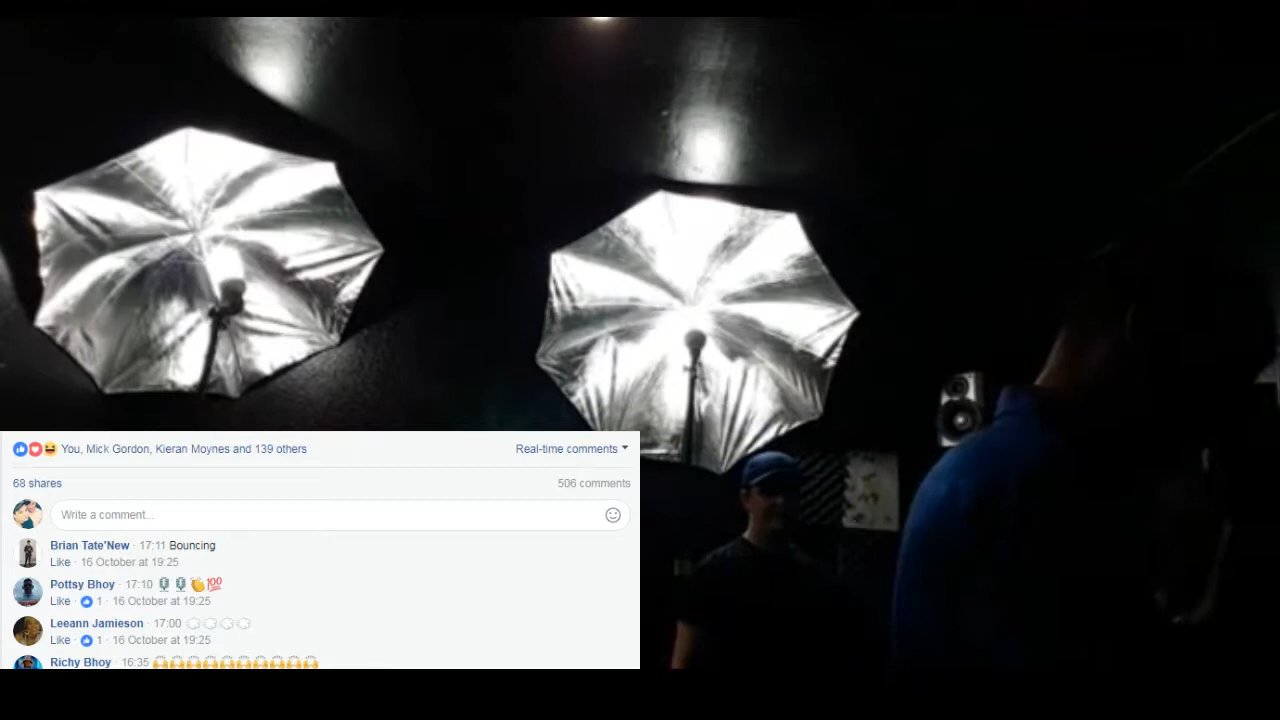 You, Mick Gordon, Kieran Moynes and 139 others Real-time comments
68 shares 506 comments
Write a comment...
Brian Tate'New · 17:11 Bouncing
Like · 16 October at 19:25
Pottsy Bhoy · 17:10 🎙️🎙️👏💯
Like · 1 · 16 October at 19:25
Leeann Jamieson · 17:00
Like · 1 · 16 October at 19:25
Richy Bhoy · 16:35 🙌🙌🙌🙌🙌🙌🙌🙌🙌🙌